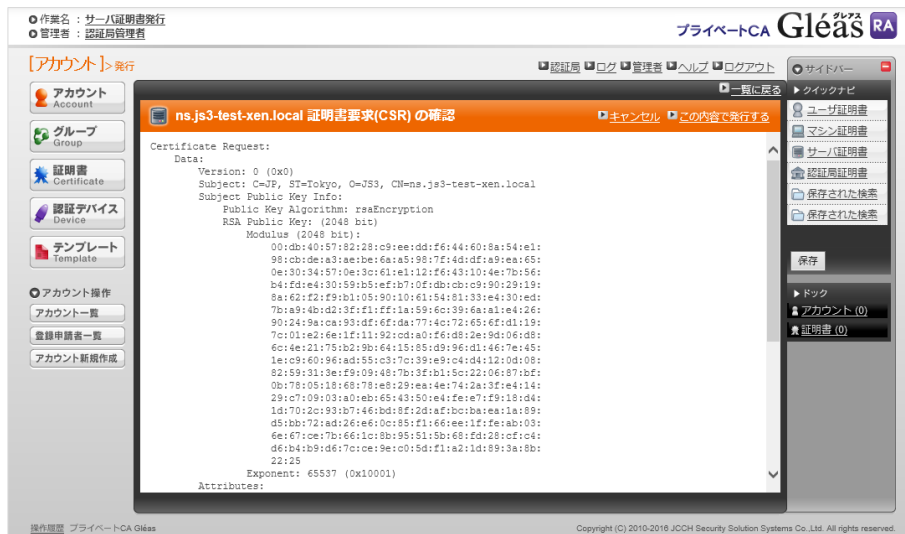 作業名 : サーバ証明書発行
管理者 : 認証局管理者
プライベートCA Gléas グレアス RA
[アカウント]>発行
認証局 ログ 管理者 ヘルプ ログアウト
サイドバー
アカウント
Account
グループ
Group
証明書
Certificate
認証デバイス
Device
テンプレート
Template
アカウント操作
アカウント一覧
登録申請者一覧
アカウント新規作成
一覧に戻る
ns.js3-test-xen.local 証明書要求(CSR) の確認
キャンセル この内容で発行する
Certificate Request:
Data:
Version: 0 (0x0)
Subject: C=JP, ST=Tokyo, O=JS3, CN=ns.js3-test-xen.local
Subject Public Key Info:
Public Key Algorithm: rsaEncryption
RSA Public Key: (2048 bit)
Modulus (2048 bit):
00:db:40:57:82:28:c9:ee:dd:f6:44:60:8a:54:e1:
98:cb:de:a3:ae:be:6a:a5:98:7f:4d:df:a9:ea:65:
0e:30:34:57:0e:3c:61:e1:12:f6:43:10:4e:7b:56:
b4:fd:e4:30:59:b5:ef:b7:0f:db:cb:c9:90:29:19:
8a:62:f2:f9:b1:05:90:10:61:54:81:33:e4:30:ed:
7b:a9:4b:d2:3f:f1:ff:1a:59:6c:39:6a:a1:e4:26:
90:24:9a:ca:93:df:6f:da:77:4c:72:65:6f:d1:19:
7c:01:e2:6e:1f:11:92:cd:a0:f6:d8:2e:9d:06:d8:
6c:4e:21:75:b2:9b:64:15:85:d9:96:d1:46:7e:45:
1e:c9:60:96:ad:55:c3:7c:39:e9:c4:d4:12:0d:08:
82:59:31:3e:f9:09:48:7b:3f:b1:5c:22:06:87:bf:
0b:78:05:18:68:78:e8:29:ea:4e:74:2a:3f:e4:14:
29:c7:09:03:a0:eb:65:43:50:e4:fe:e7:f9:18:d4:
1d:70:2c:93:b7:46:bd:8f:2d:af:bc:ba:ea:1a:89:
d5:bb:72:ad:26:e6:0c:85:f1:66:ee:1f:fe:ab:03:
6e:67:ce:7b:66:1c:8b:95:51:5b:68:fd:28:cf:c4:
d6:b4:b9:d6:7c:ce:9e:c0:5d:f1:a2:1d:89:3a:8b:
22:25
Exponent: 65537 (0x10001)
Attributes:
クイックナビ
ユーザ証明書
マシン証明書
サーバ証明書
認証局証明書
保存された検索
保存された検索
保存
ドック
アカウント (0)
証明書 (0)
操作履歴 プライベートCA Gléas
Copyright (C) 2010-2016 JCCH Security Solution Systems Co.,Ltd. All rights reserved.